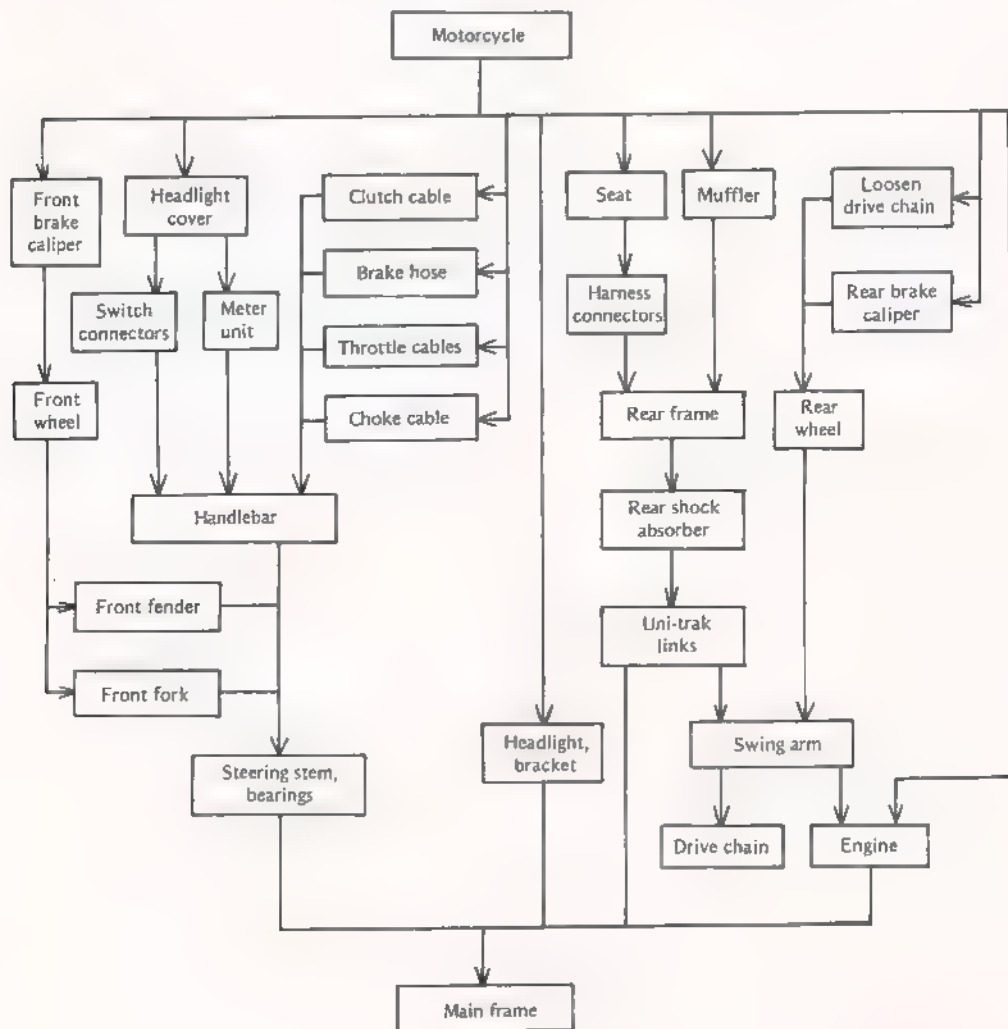 Motorcycle
Front
brake
caliper
Headlight
cover
Clutch cable
Seat
Muffler
Loosen
drive chain
Switch
connectors
Meter
unit
Brake hose
Harness
connectors
Rear brake
caliper
Throttle cables
Front
wheel
Choke cable
Rear frame
Rear
wheel
Handlebar
Rear shock
absorber
Front fender
Uni-trak
links
Front fork
Steering stem,
bearings
Headlight,
bracket
Swing arm
Drive chain
Engine
Main frame